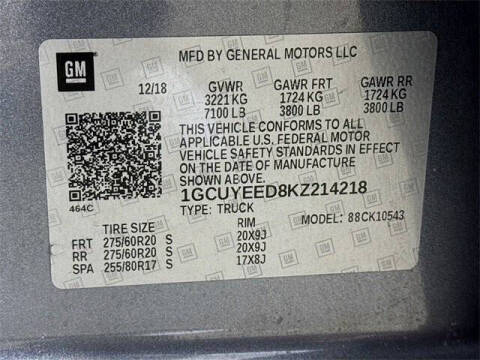 GM
MFD BY GENERAL MOTORS LLC
12/18 GVWR GAWR FRT GAWR RR
3221 KG 1724 KG 1724 KG
7100 LB 3800 LB 3800 LB
THIS VEHICLE CONFORMS TO ALL
APPLICABLE U.S. FEDERAL MOTOR
VEHICLE SAFETY STANDARDS IN EFFECT
ON THE DATE OF MANUFACTURE
SHOWN ABOVE.
464C
1GCUYEED8KZ214218
TYPE: TRUCK MODEL: 88CK10543
TIRE SIZE RIM
FRT 275/60R20 S 20X9J
RR 275/60R20 S 20X9J
SPA 255/80R17 S 17X8J